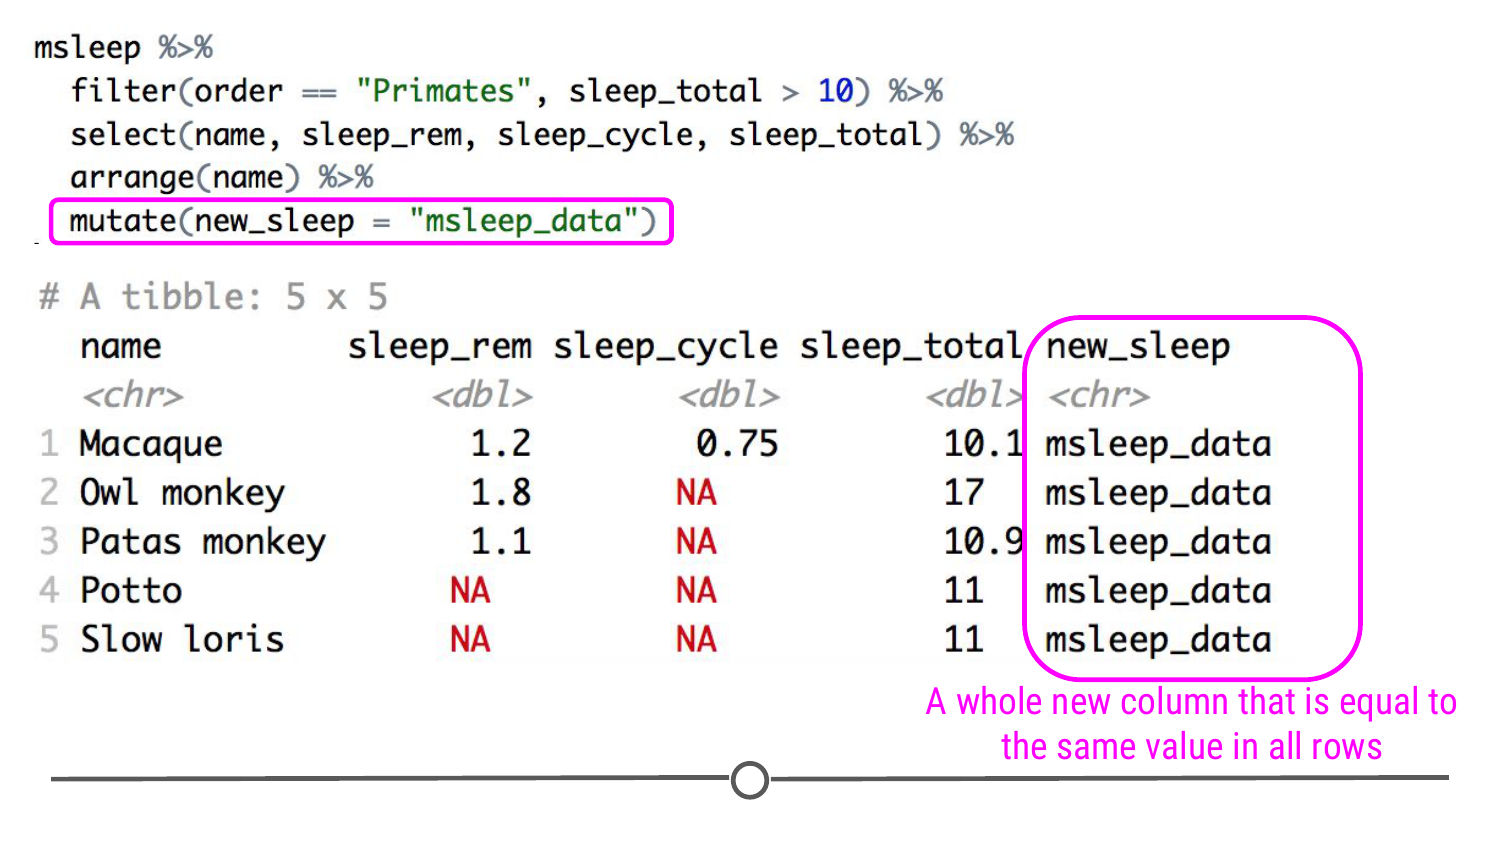 msleep %>%
filter(order == "Primates", sleep_total > 10) %>%
select(name, sleep_rem, sleep_cycle, sleep_total) %>%
arrange(name) %>%
mutate(new_sleep = "msleep_data")
# A tibble: 5 x 5
name sleep_rem sleep_cycle sleep_total new_sleep
<chr> <dbl> <dbl> <dbl> <chr>
1 Macaque 1.2 0.75 10.1 msleep_data
2 Owl monkey 1.8 NA 17 msleep_data
3 Patas monkey 1.1 NA 10.9 msleep_data
4 Potto NA NA 11 msleep_data
5 Slow loris NA NA 11 msleep_data
A whole new column that is equal to
the same value in all rows